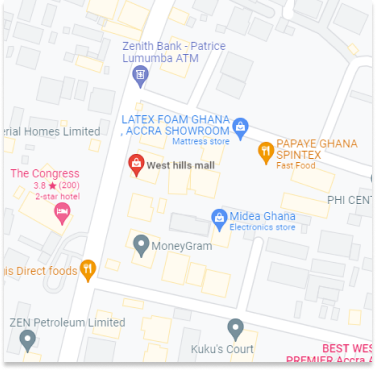 Zenith Bank - Patrice
Lumumba ATM
LATEX FOAM GHANA
, ACCRA SHOWROOM
Mattress store
erial Homes Limited
PAPAYE GHANA
SPINTEX
Fast Food
West hills mall
The Congress
3.8 ★ (200)
2-star hotel
PHI CENT
Midea Ghana
Electronics store
MoneyGram
us Direct foods
ZEN Petroleum Limited
Kuku's Court
BEST WES
PREMIER Accra A